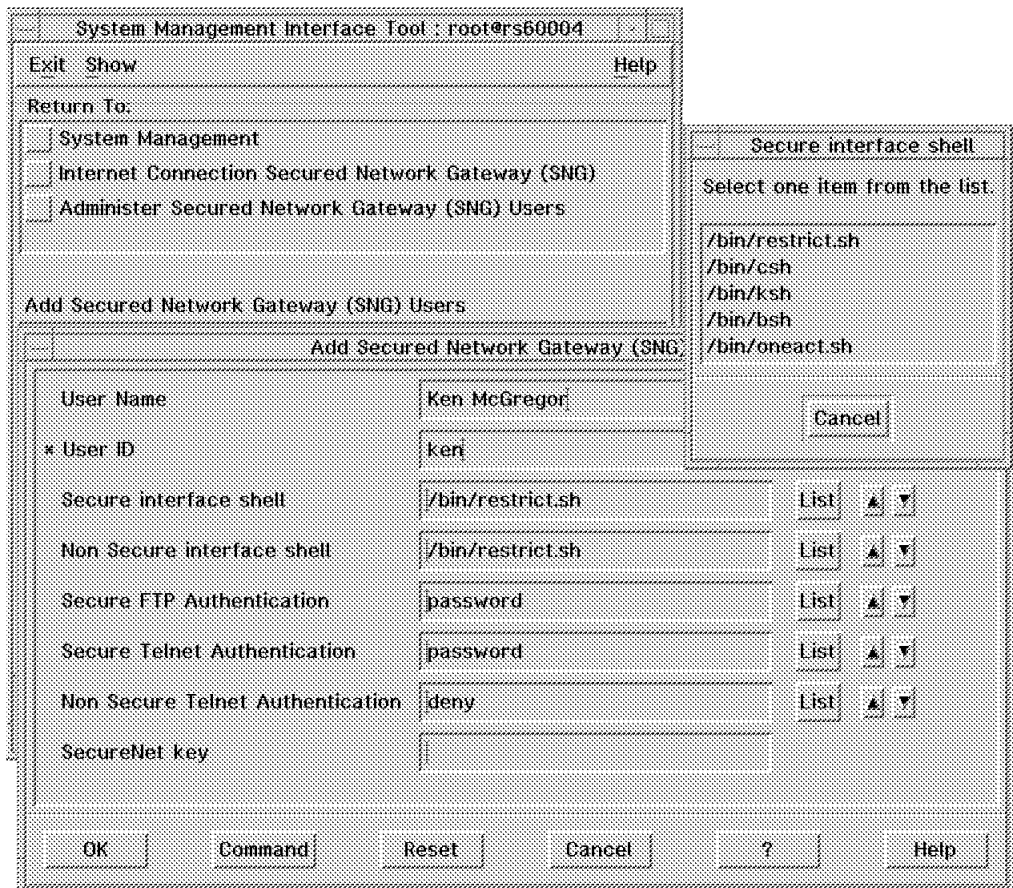 System Management Interface Tool : root@rs60004
Exit Show Help
Return To:
System Management
Internet Connection Secured Network Gateway (SNG)
Administer Secured Network Gateway (SNG) Users
Add Secured Network Gateway (SNG) Users
Secure interface shell
Select one item from the list.
/bin/restrict.sh
/bin/csh
/bin/ksh
/bin/bsh
/bin/oneact.sh
Cancel
Add Secured Network Gateway (SNG)
User Name Ken McGregor
* User ID ken
Secure interface shell /bin/restrict.sh List
Non Secure interface shell /bin/restrict.sh List
Secure FTP Authentication password List
Secure Telnet Authentication password List
Non Secure Telnet Authentication deny List
SecureNet key
OK Command Reset Cancel ? Help